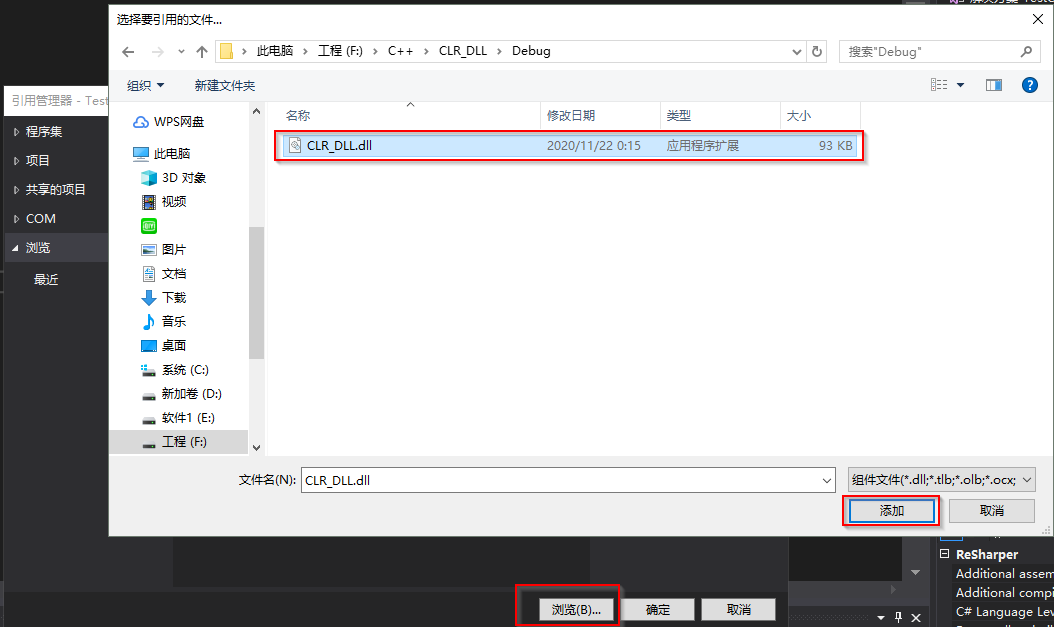 选择要引用的文件...
此电脑 › 工程 (F:) › C++ › CLR_DLL › Debug
搜索"Debug"
组织
新建文件夹
引用管理器 - Test
程序集
项目
共享的项目
COM
浏览
最近
WPS网盘
此电脑
3D 对象
视频
图片
文档
下载
音乐
桌面
系统 (C:)
新加卷 (D:)
软件1 (E:)
工程 (F:)
名称 修改日期 类型 大小
CLR_DLL.dll 2020/11/22 0:15 应用程序扩展 93 KB
文件名(N): CLR_DLL.dll
组件文件(*.dll;*.tlb;*.olb;*.ocx;
添加 取消
浏览(B)... 确定 取消
ReSharper
Additional assem
Additional compi
C# Language Lev